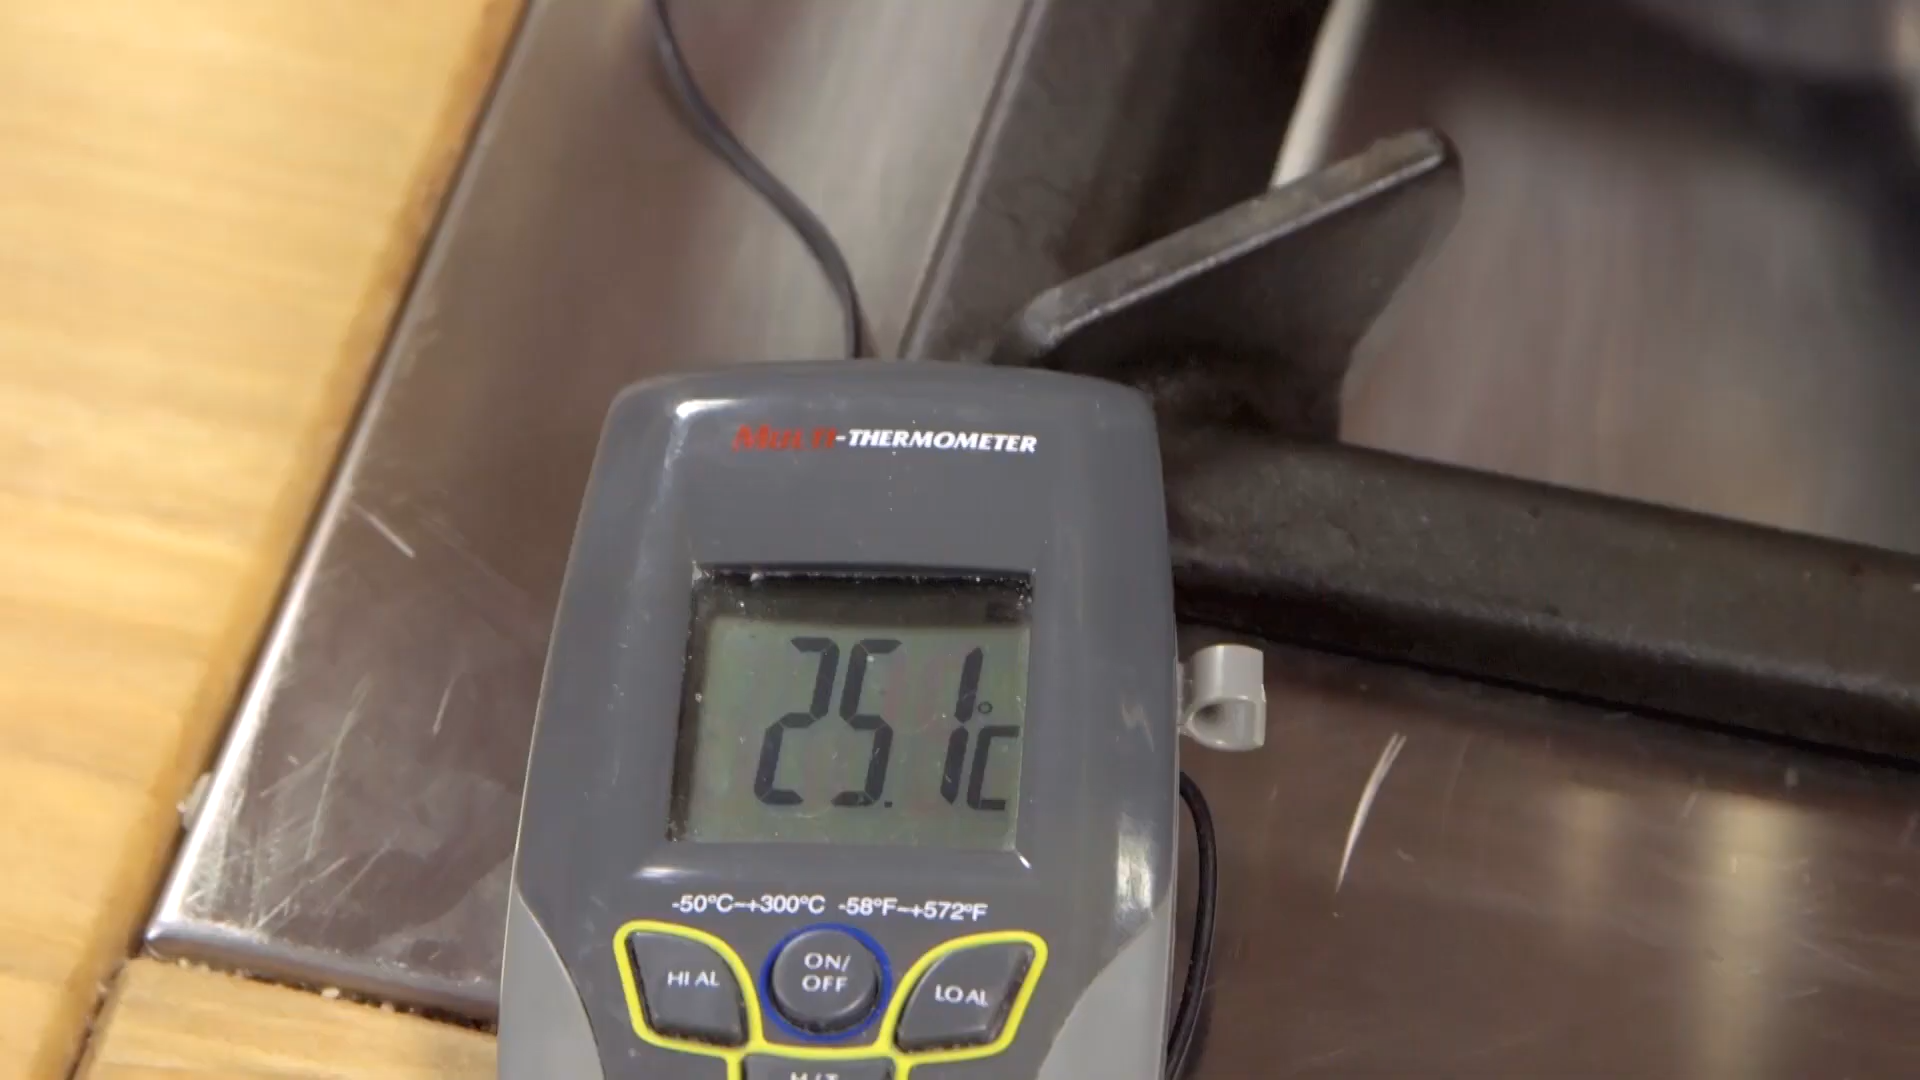 MULTI-THERMOMETER
25.1°C
-50°C~+300°C -58°F~+572°F
HI AL
ON/
OFF
LO AL